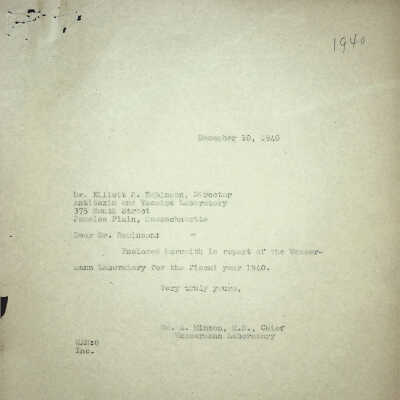 1940
December 10, 1940
Dr. Elliott S. Robinson, Director
Antitoxin and Vaccine Laboratory
375 South Street
Jamaica Plain, Massachusetts
Dear Dr. Robinson:
Enclosed herewith is report of the Wasser-
mann Laboratory for the fiscal year 1940.
Very truly yours,
Wm. A. Hinton, M.D., Chief
Wassermann Laboratory
Inc.